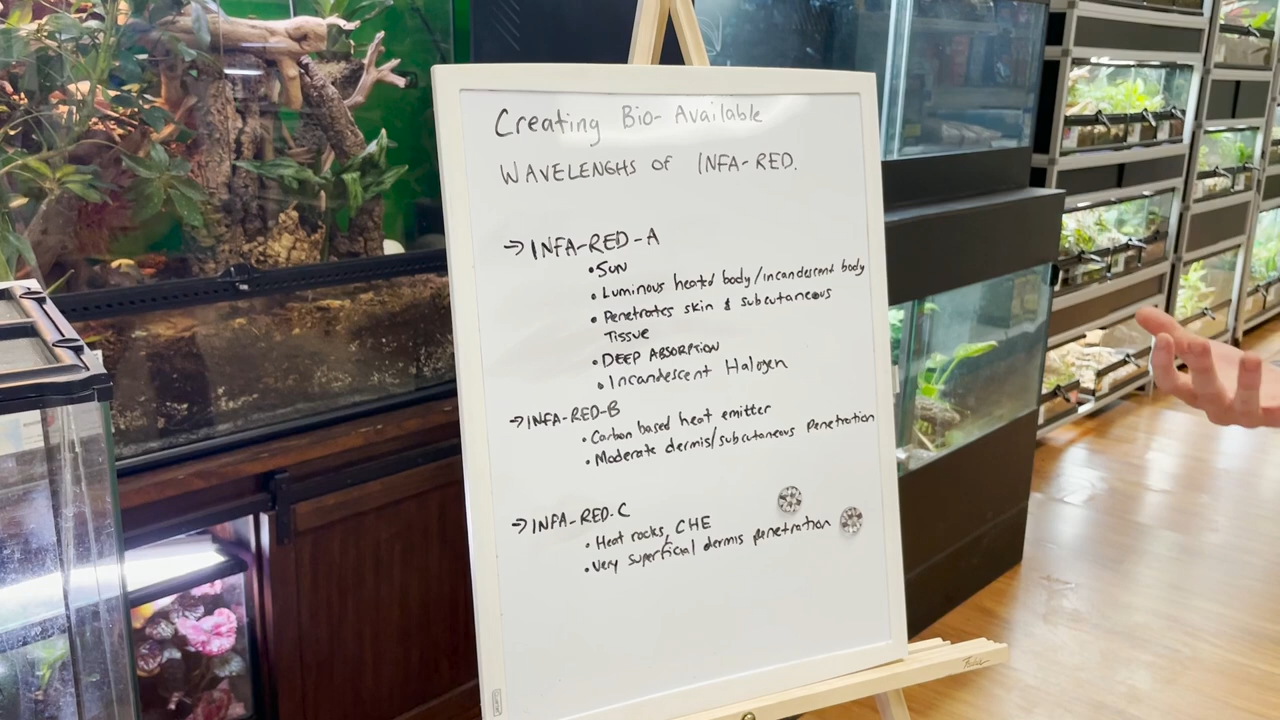 Creating Bio- Available
WAVELENGHS OF INFA-RED.
→ INFA-RED-A
• SUN
• Luminous heated body/incandescent body
• Penetrates skin & subcutaneous
Tissue
• DEEP ABSORPTION
• Incandescent Halogen
→ INFA-RED-B
• Carbon based heat emitter
• Moderate dermis/subcutaneous penetration
→ INFA-RED-C
• Heat rocks, CHE
• Very superficial dermis penetration